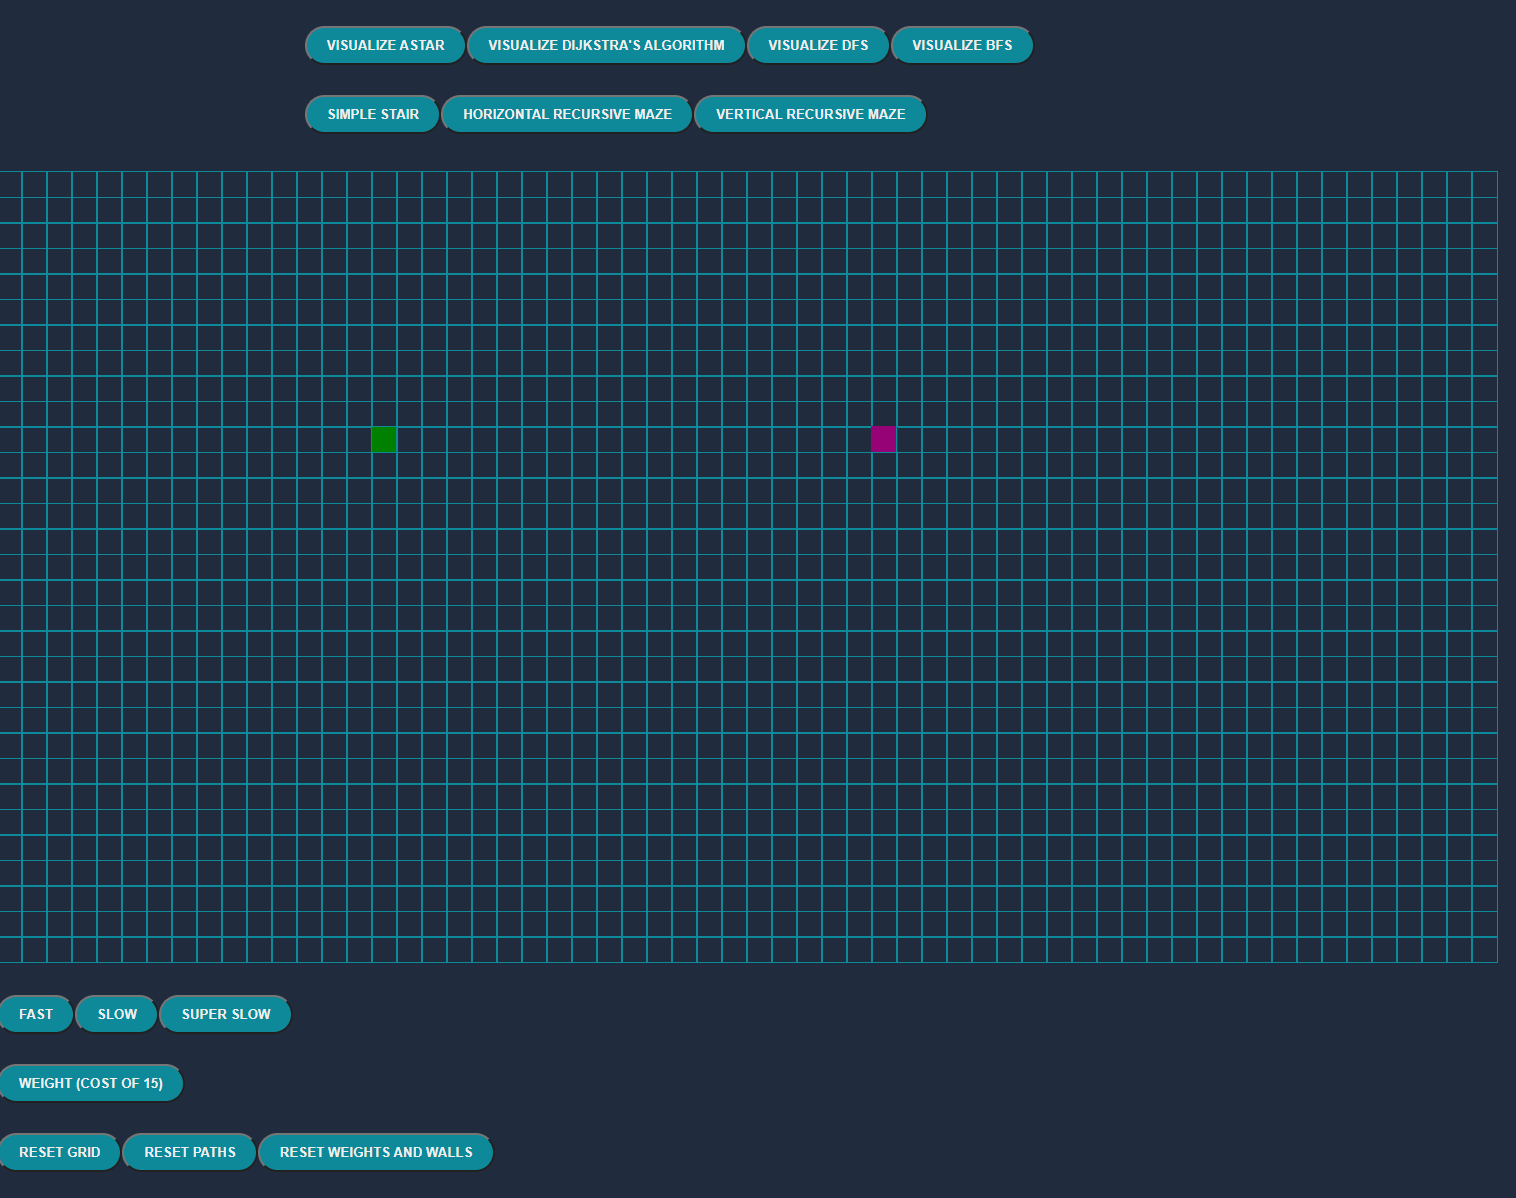 VISUALIZE ASTAR VISUALIZE DIJKSTRA'S ALGORITHM VISUALIZE DFS VISUALIZE BFS
SIMPLE STAIR HORIZONTAL RECURSIVE MAZE VERTICAL RECURSIVE MAZE
FAST SLOW SUPER SLOW
WEIGHT (COST OF 15)
RESET GRID RESET PATHS RESET WEIGHTS AND WALLS